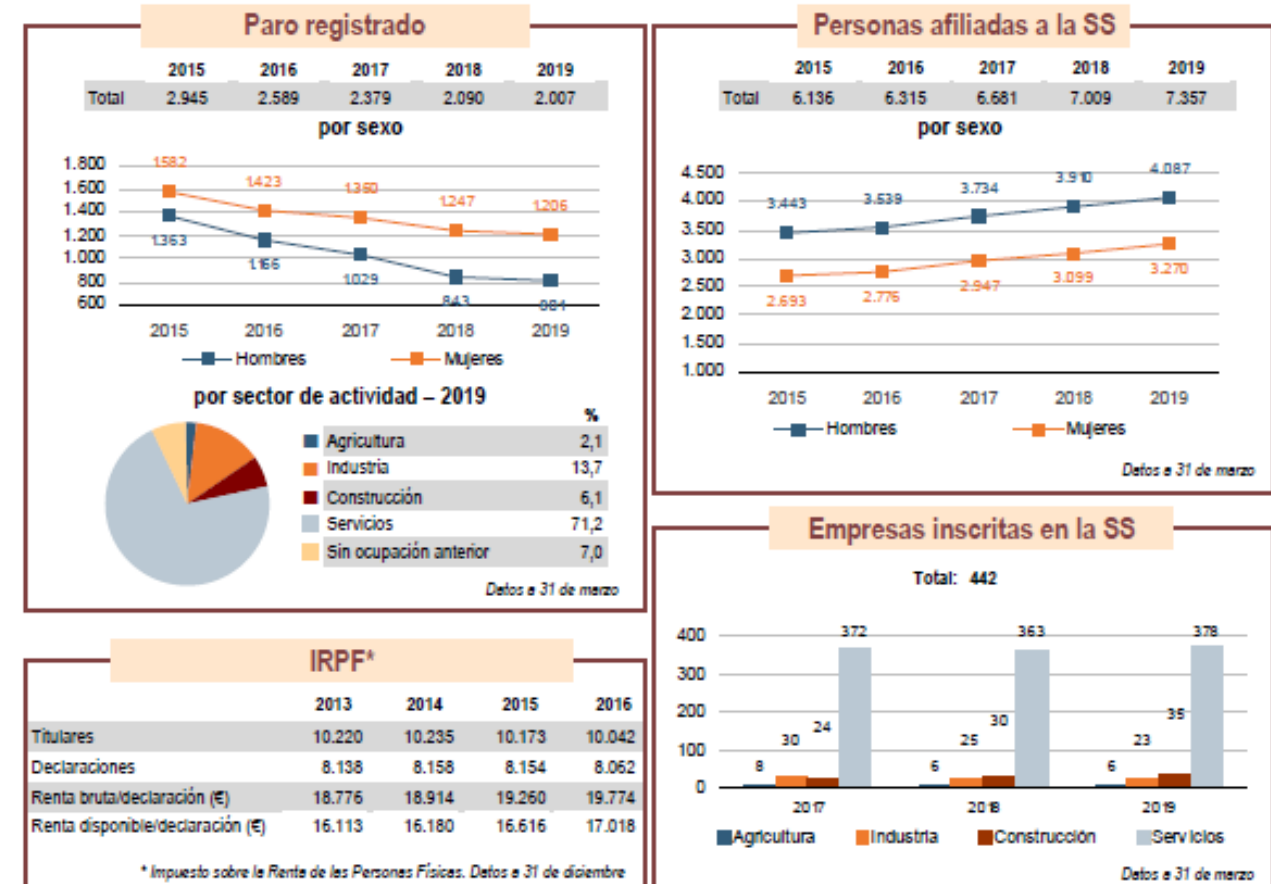 Paro registrado
2015 2016 2017 2018 2019
Total 2.945 2.589 2.379 2.090 2.007
por sexo
1.800
1.600
1.400
1.200
1.000
800
600
1.582 1.423 1.360 1.247 1.206
1.363 1.166 1.029 843
2015 2016 2017 2018 2019
Hombres Mujeres
por sector de actividad – 2019
%
Agricultura 2,1
Industria 13,7
Construcción 6,1
Servicios 71,2
Sin ocupación anterior 7,0
Datos a 31 de marzo
Personas afiliadas a la SS
2015 2016 2017 2018 2019
Total 6.136 6.315 6.681 7.009 7.357
por sexo
4.500
4.000
3.500
3.000
2.500
2.000
1.500
1.000
3.443 3.539 3.734 3.910 4.087
2.693 2.776 2.947 3.099 3.270
2015 2016 2017 2018 2019
Hombres Mujeres
Datos a 31 de marzo
IRPF*
2013 2014 2015 2016
Titulares 10.220 10.235 10.173 10.042
Declaraciones 8.138 8.158 8.154 8.062
Renta bruta/declaración (€) 18.776 18.914 19.260 19.774
Renta disponible/declaración (€) 16.113 16.180 16.616 17.018
* Impuesto sobre la Renta de las Personas Físicas. Datos a 31 de diciembre
Empresas inscritas en la SS
Total: 442
400
300
200
100
0
8 30 24 372
6 25 30 363
6 23 35 378
2017 2018 2019
Agricultura Industria Construcción Servicios
Datos a 31 de marzo